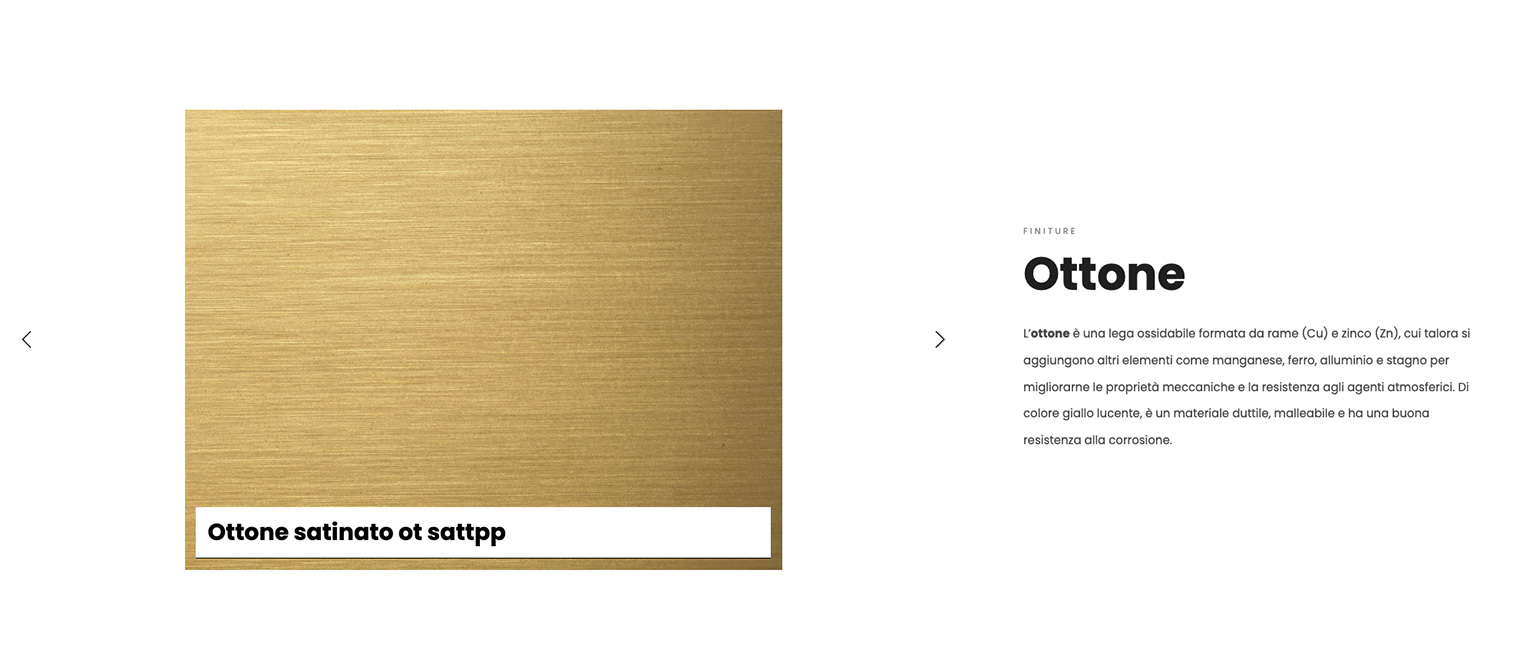 FINITURE
Ottone
L'ottone è una lega ossidabile formata da rame (Cu) e zinco (Zn), cui talora si
aggiungono altri elementi come manganese, ferro, alluminio e stagno per
migliorarne le proprietà meccaniche e la resistenza agli agenti atmosferici. Di
colore giallo lucente, è un materiale duttile, malleabile e ha una buona
resistenza alla corrosione.
Ottone satinato ot sattpp